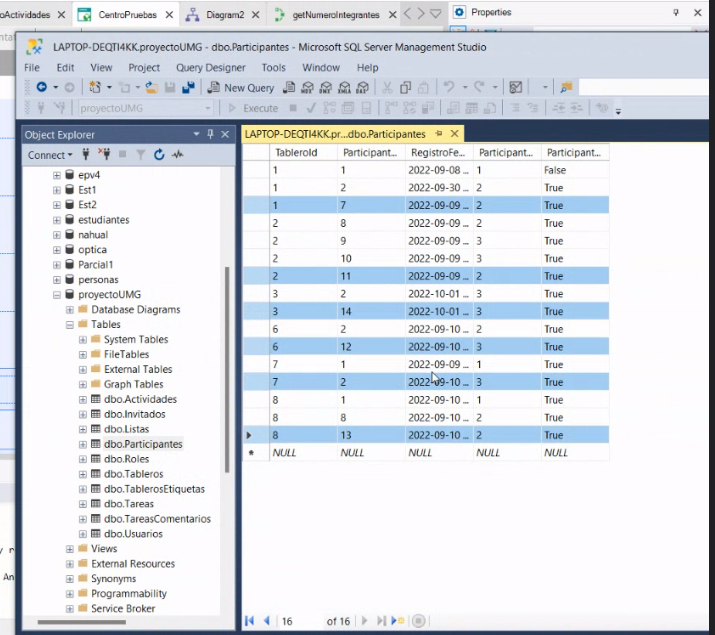 oActividades
CentroPruebas
Diagram2
getNumeroIntegrantes
Properties
LAPTOP-DEQTI4KK.proyectoUMG - dbo.Participantes - Microsoft SQL Server Management Studio
File Edit View Project Query Designer Tools Window Help
New Query
proyectoUMG Execute
Object Explorer
Connect
epv4
Est1
Est2
estudiantes
nahual
optica
Parcial1
personas
proyectoUMG
Database Diagrams
Tables
System Tables
FileTables
External Tables
Graph Tables
dbo.Actividades
dbo.Invitados
dbo.Listas
dbo.Participantes
dbo.Roles
dbo.Tableros
dbo.TablerosEtiquetas
dbo.Tareas
dbo.TareasComentarios
dbo.Usuarios
Views
External Resources
Synonyms
Programmability
Service Broker
LAPTOP-DEQTI4KK.pr...dbo.Participantes
TableroId Participant... RegistroFe... Participant... Participant...
1 1 2022-09-08 ... 1 False
1 2 2022-09-30 ... 2 True
1 7 2022-09-09 ... 2 True
2 8 2022-09-09 ... 2 True
2 9 2022-09-09 ... 3 True
2 10 2022-09-09 ... 3 True
2 11 2022-09-09 ... 2 True
3 2 2022-10-01 ... 3 True
3 14 2022-10-01 ... 3 True
6 2 2022-09-10 ... 2 True
6 12 2022-09-10 ... 3 True
7 1 2022-09-09 ... 1 True
7 2 2022-09-10 ... 3 True
8 1 2022-09-10 ... 1 True
8 8 2022-09-10 ... 2 True
8 13 2022-09-10 ... 2 True
NULL NULL NULL NULL NULL
16 of 16